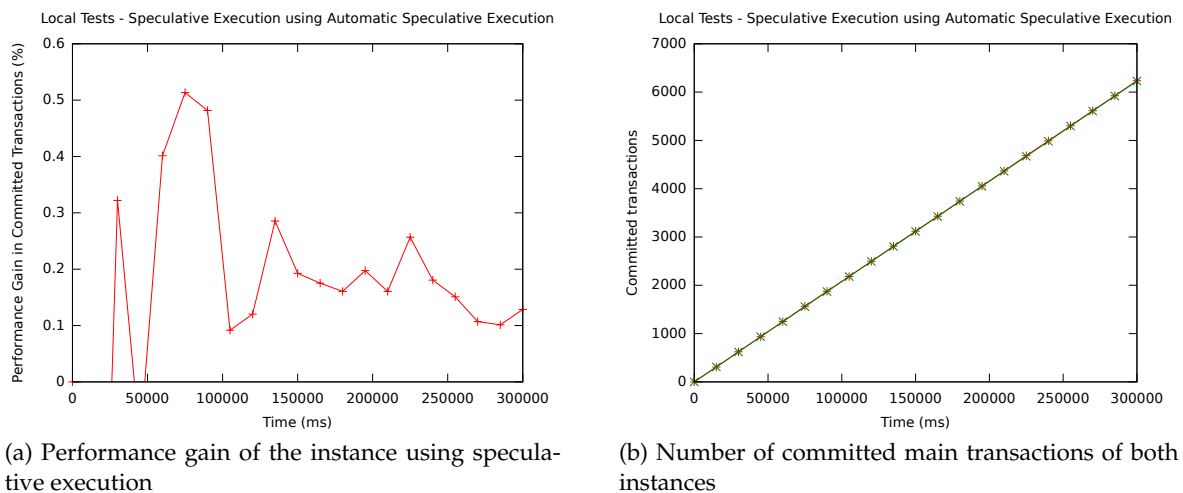 Local Tests - Speculative Execution using Automatic Speculative Execution
Performance Gain in Committed Transactions (%)
0.6
0.5
0.4
0.3
0.2
0.1
0
0 50000 100000 150000 200000 250000 300000
Time (ms)
(a) Performance gain of the instance using specula-
tive execution
Local Tests - Speculative Execution using Automatic Speculative Execution
Committed transactions
7000
6000
5000
4000
3000
2000
1000
0
0 50000 100000 150000 200000 250000 300000
Time (ms)
(b) Number of committed main transactions of both
instances